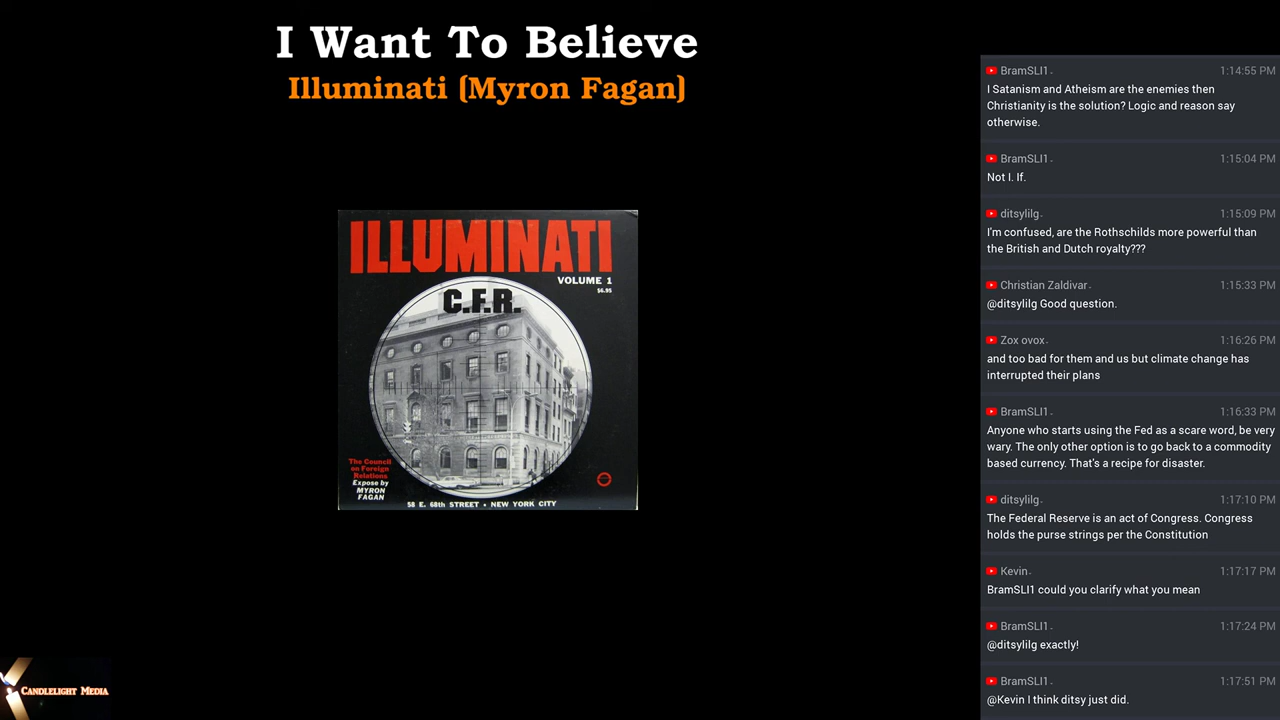 I Want To Believe
Illuminati (Myron Fagan)
ILLUMINATI
VOLUME 1
$6.95
C.F.R.
The Council
on Foreign
Relations
Expose by
MYRON
FAGAN
58 E. 68th STREET • NEW YORK CITY
CANDLELIGHT MEDIA
BramSLI1 1:14:55 PM
I Satanism and Atheism are the enemies then
Christianity is the solution? Logic and reason say
otherwise.
BramSLI1 1:15:04 PM
Not I. If.
ditsylilg 1:15:09 PM
I'm confused, are the Rothschilds more powerful than
the British and Dutch royalty???
Christian Zaldivar 1:15:33 PM
@ditsylilg Good question.
Zox ovox 1:16:26 PM
and too bad for them and us but climate change has
interrupted their plans
BramSLI1 1:16:33 PM
Anyone who starts using the Fed as a scare word, be very
wary. The only other option is to go back to a commodity
based currency. That's a recipe for disaster.
ditsylilg 1:17:10 PM
The Federal Reserve is an act of Congress. Congress
holds the purse strings per the Constitution
Kevin 1:17:17 PM
BramSLI1 could you clarify what you mean
BramSLI1 1:17:24 PM
@ditsylilg exactly!
BramSLI1 1:17:51 PM
@Kevin I think ditsy just did.